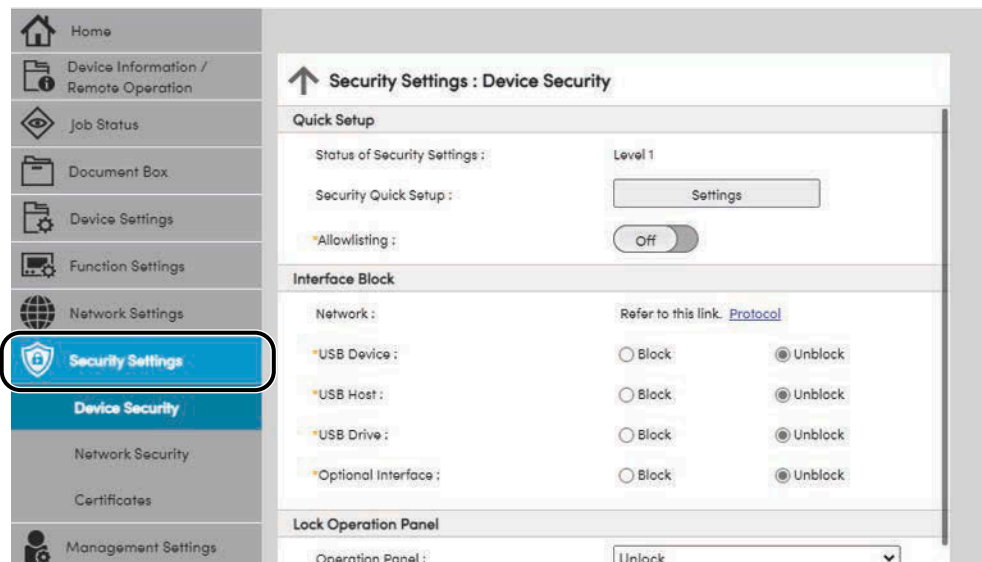 Home
Device Information /
Remote Operation
Job Status
Document Box
Device Settings
Function Settings
Network Settings
Security Settings
Device Security
Network Security
Certificates
Management Settings
Security Settings : Device Security
Quick Setup
Status of Security Settings : Level 1
Security Quick Setup : Settings
*Allowlisting : Off
Interface Block
Network : Refer to this link. Protocol
*USB Device : Block Unblock
*USB Host : Block Unblock
*USB Drive : Block Unblock
*Optional Interface : Block Unblock
Lock Operation Panel
Operation Panel : Unlock